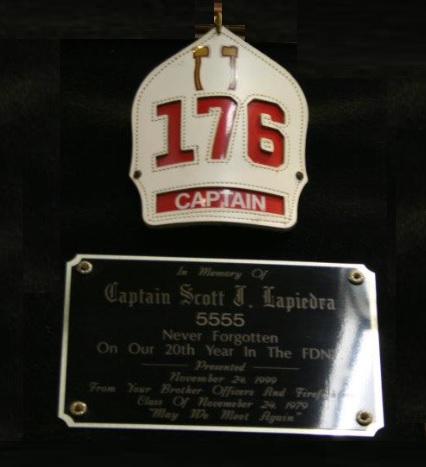 176
CAPTAIN
In Memory Of
Captain Scott J. Lapiedra
5555
Never Forgotten
On Our 20th Year In The FDNY
Presented
November 24, 1999
From Your Brother Officers And Firefighters
Class Of Novemeber 24, 1979
"May We Meet Again"